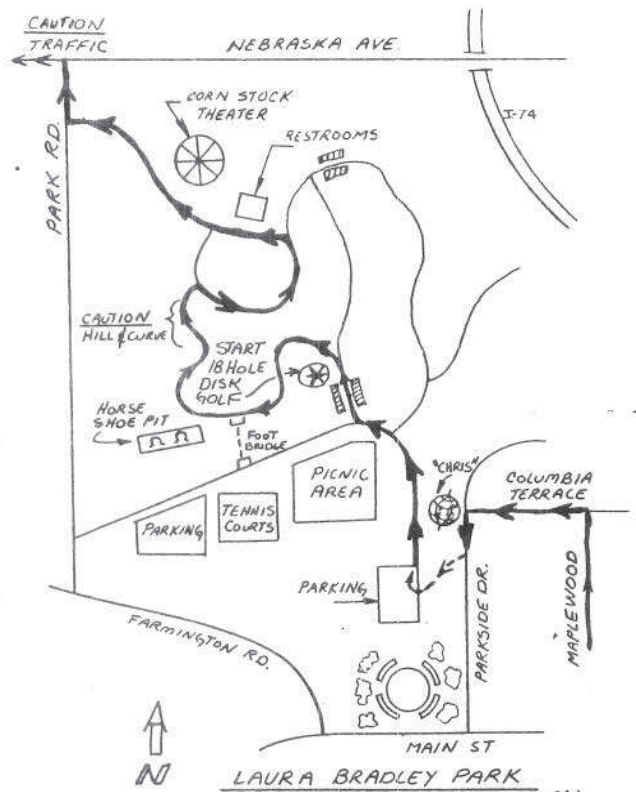 CAUTION
TRAFFIC
NEBRASKA AVE.
CORN STOCK
THEATER
RESTROOMS
I-74
PARK RD.
CAUTION
HILL & CURVE
START
18 HOLE
DISK
GOLF
HORSE
SHOE PIT
FOOT
BRIDGE
"CHRIS"
COLUMBIA
TERRACE
PICNIC
AREA
TENNIS
COURTS
PARKING
PARKING
PARKSIDE DR.
MAPLEWOOD
FARMINGTON RD.
MAIN ST
N
LAURA BRADLEY PARK